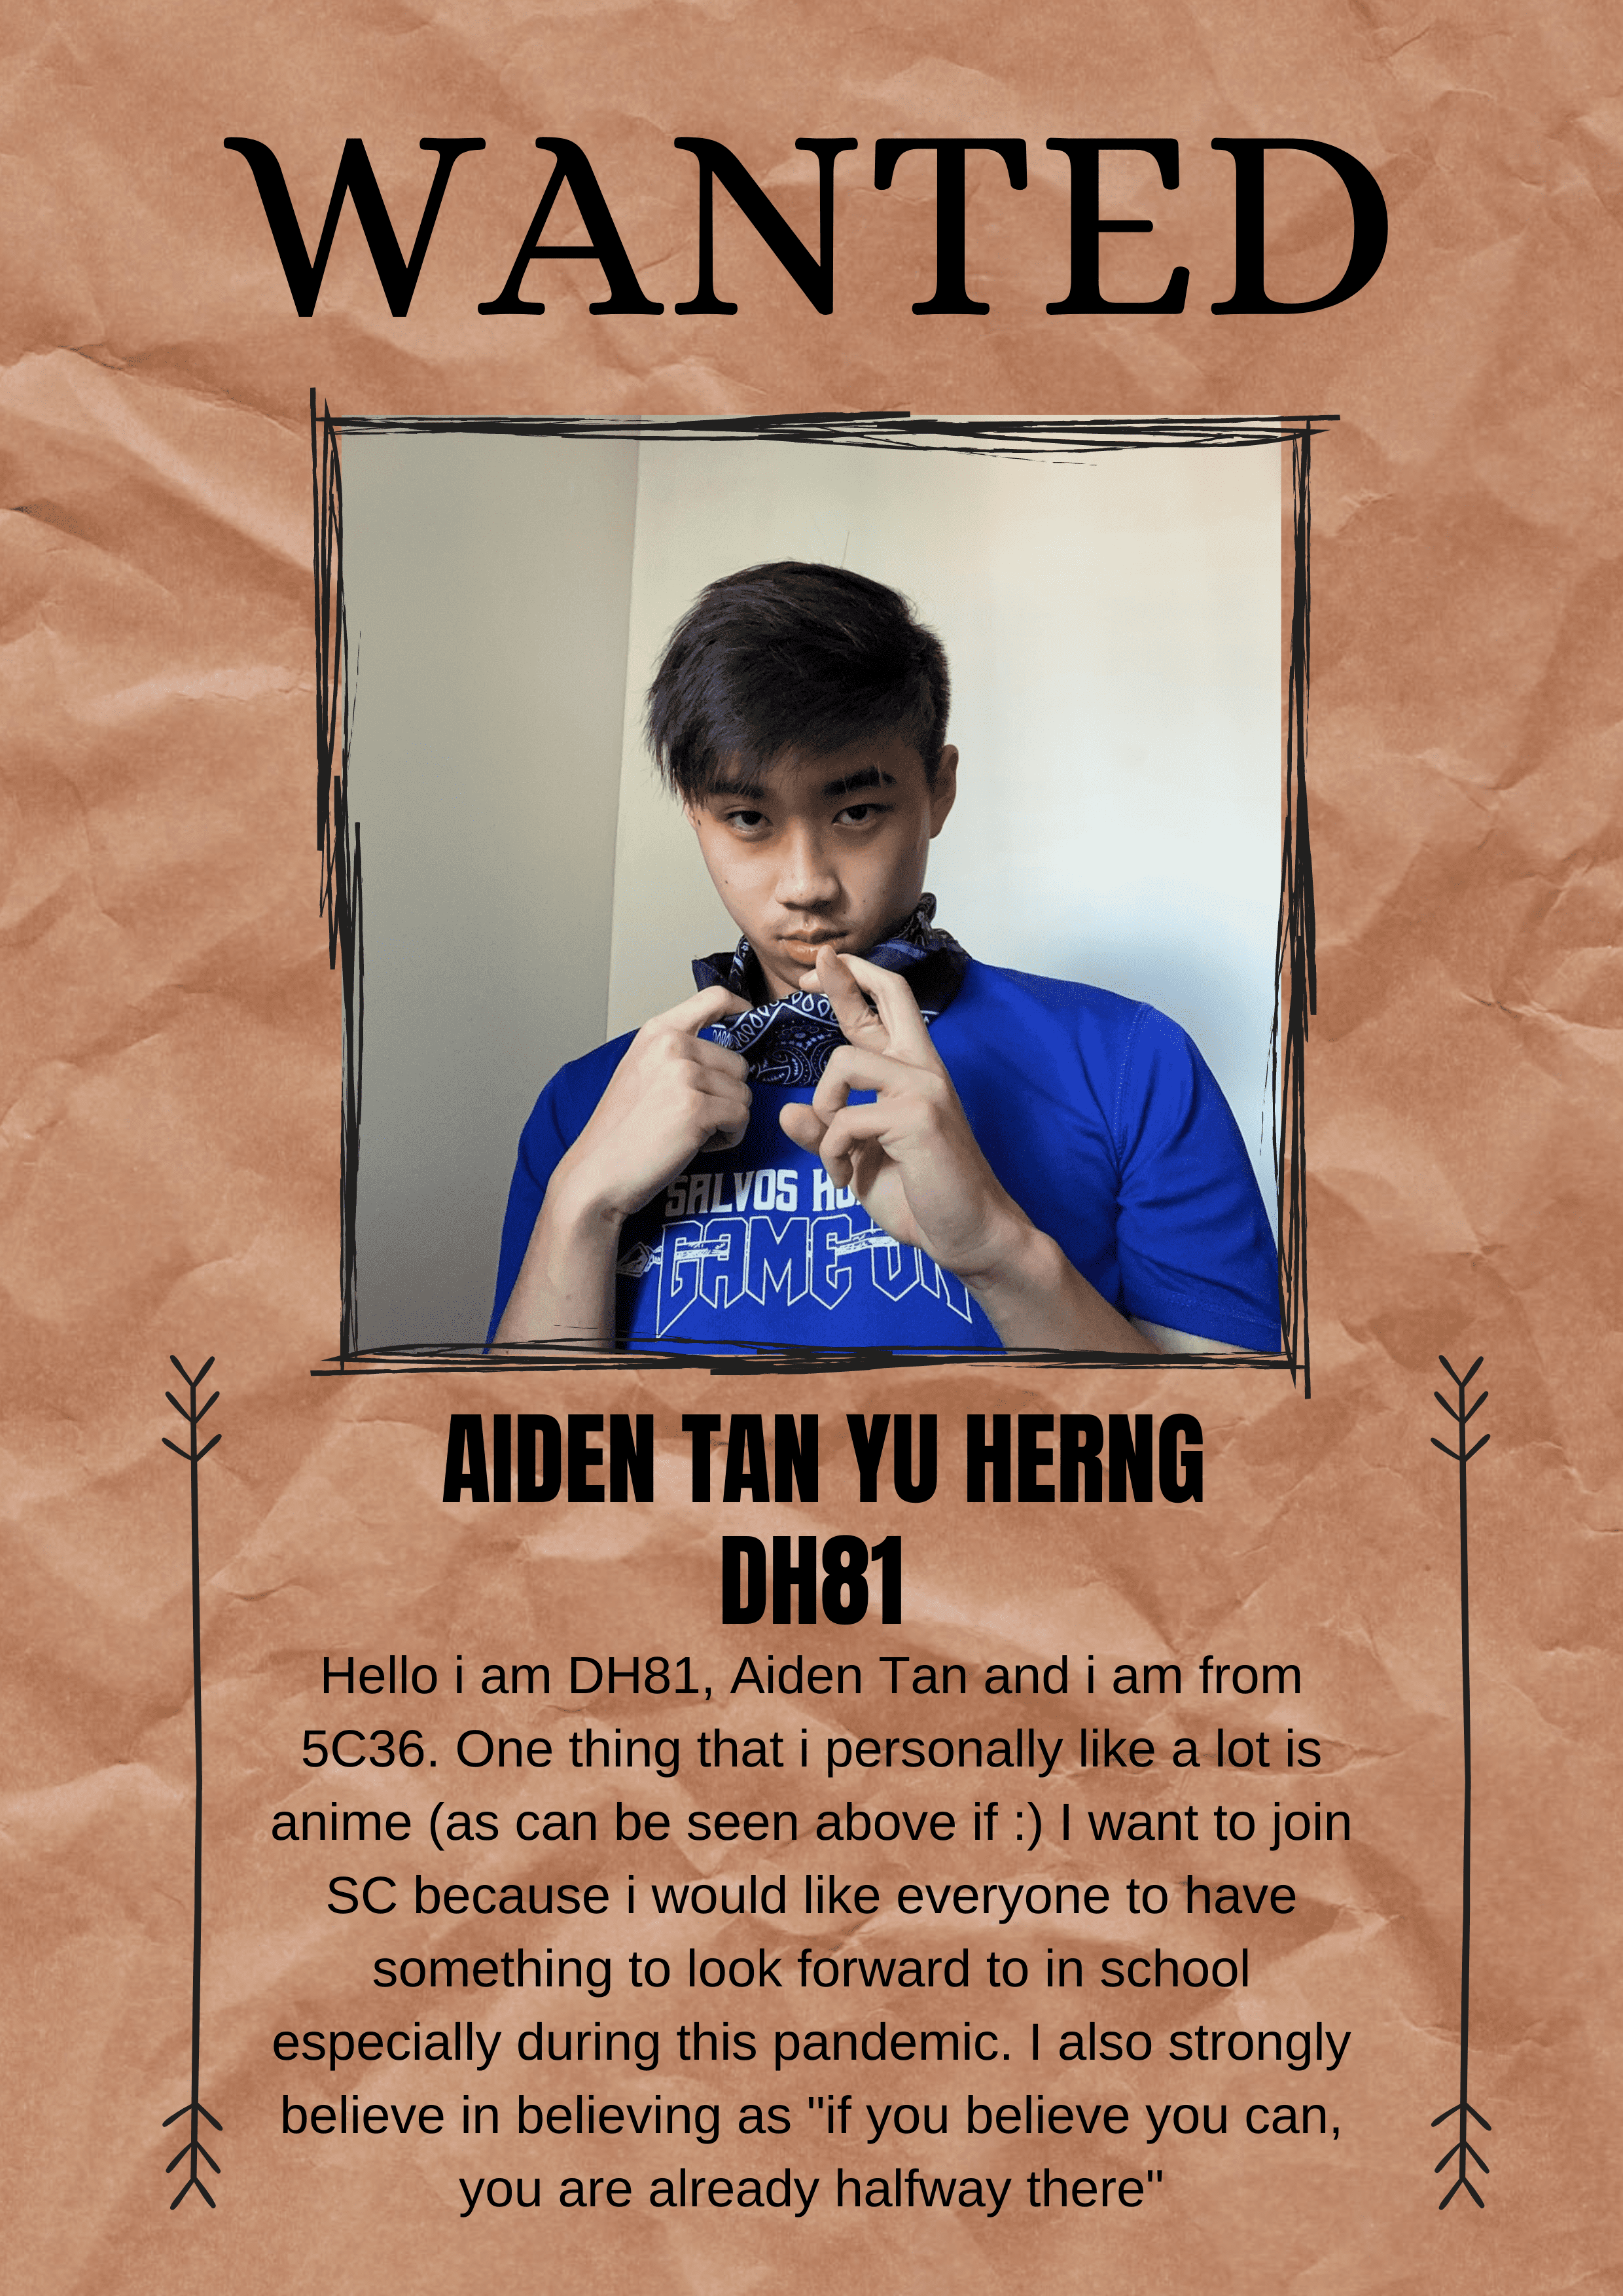 WANTED
SALVOS
GAME ON
AIDEN TAN YU HERNG
DH81
Hello i am DH81, Aiden Tan and i am from
5C36. One thing that i personally like a lot is
anime (as can be seen above if :) I want to join
SC because i would like everyone to have
something to look forward to in school
especially during this pandemic. I also strongly
believe in believing as "if you believe you can,
you are already halfway there"